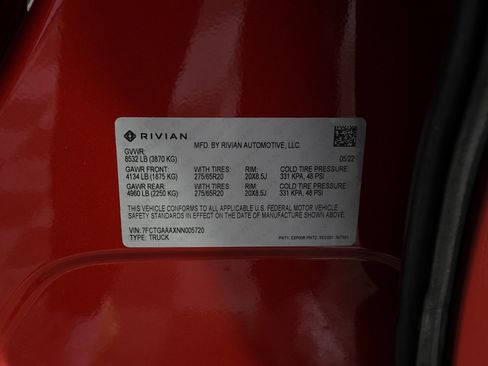 RIVIAN
MFD. BY RIVIAN AUTOMOTIVE, LLC.
GVWR:
8532 LB (3870 KG) 05/22
GAWR FRONT: WITH TIRES: RIM: COLD TIRE PRESSURE:
4134 LB (1875 KG) 275/65R20 20X8.5J 331 KPA, 48 PSI
GAWR REAR: WITH TIRES: RIM: COLD TIRE PRESSURE:
4960 LB (2250 KG) 275/65R20 20X8.5J 331 KPA, 48 PSI
THIS VEHICLE CONFORMS TO ALL APPLICABLE U.S. FEDERAL MOTOR VEHICLE
SAFETY, BUMPER, AND THEFT PREVENTION STANDARDS IN EFFECT ON THE DATE OF
MANUFACTURE SHOWN ABOVE.
VIN: 7FCTGAAAXNN005720
TYPE: TRUCK